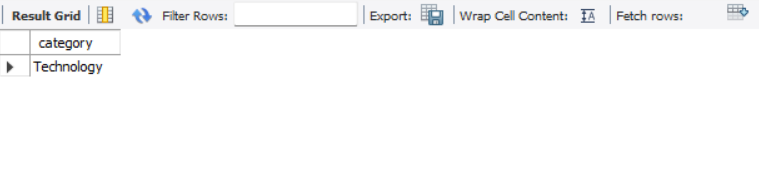 Result Grid Filter Rows: Export: Wrap Cell Content: Fetch rows:
category
Technology